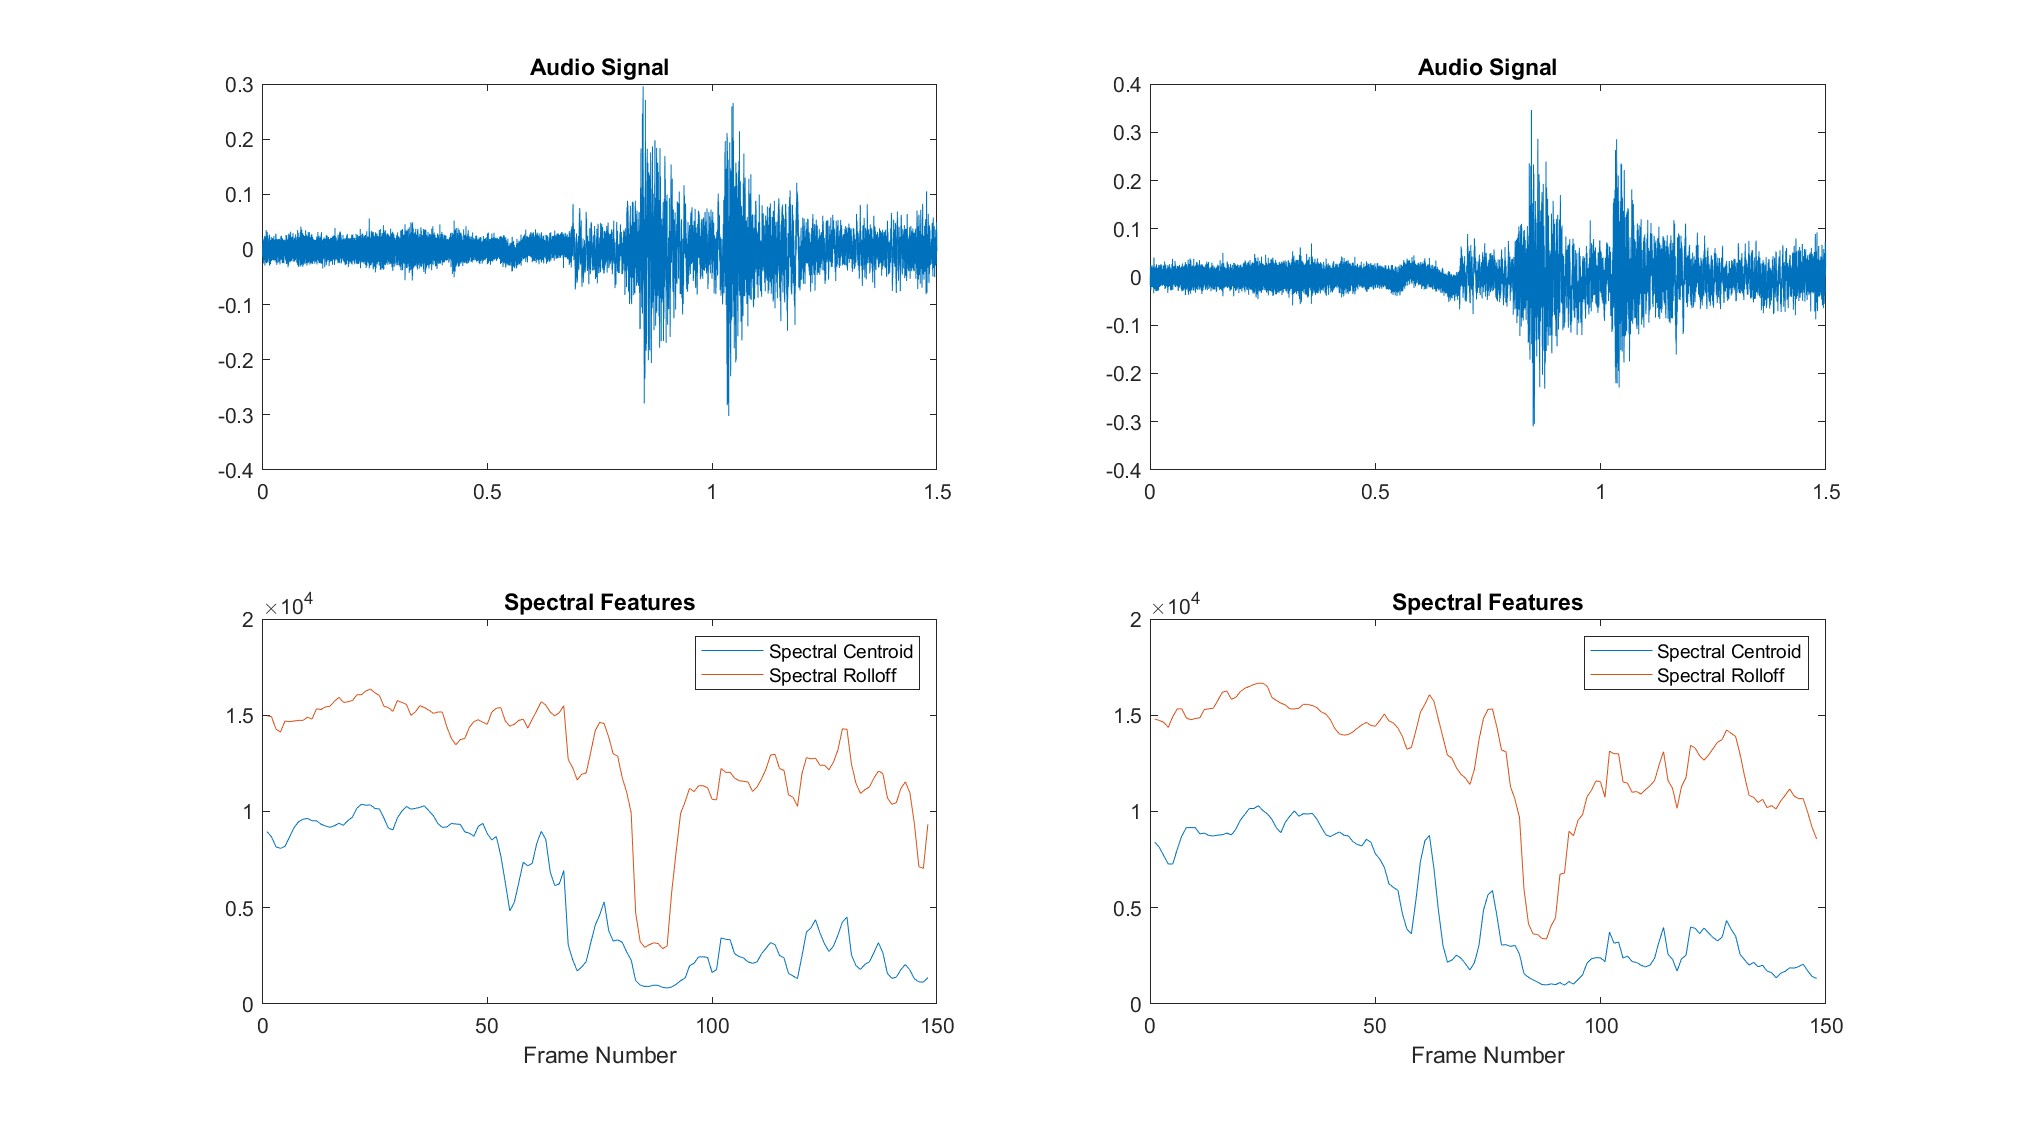 Audio Signal
0.3
0.2
0.1
0
-0.1
-0.2
-0.3
-0.4
0 0.5 1 1.5
Audio Signal
0.4
0.3
0.2
0.1
0
-0.1
-0.2
-0.3
-0.4
0 0.5 1 1.5
Spectral Features
×10⁴
2
1.5
1
0.5
0
Spectral Centroid
Spectral Rolloff
0 50 100 150
Frame Number
Spectral Features
×10⁴
2
1.5
1
0.5
0
Spectral Centroid
Spectral Rolloff
0 50 100 150
Frame Number